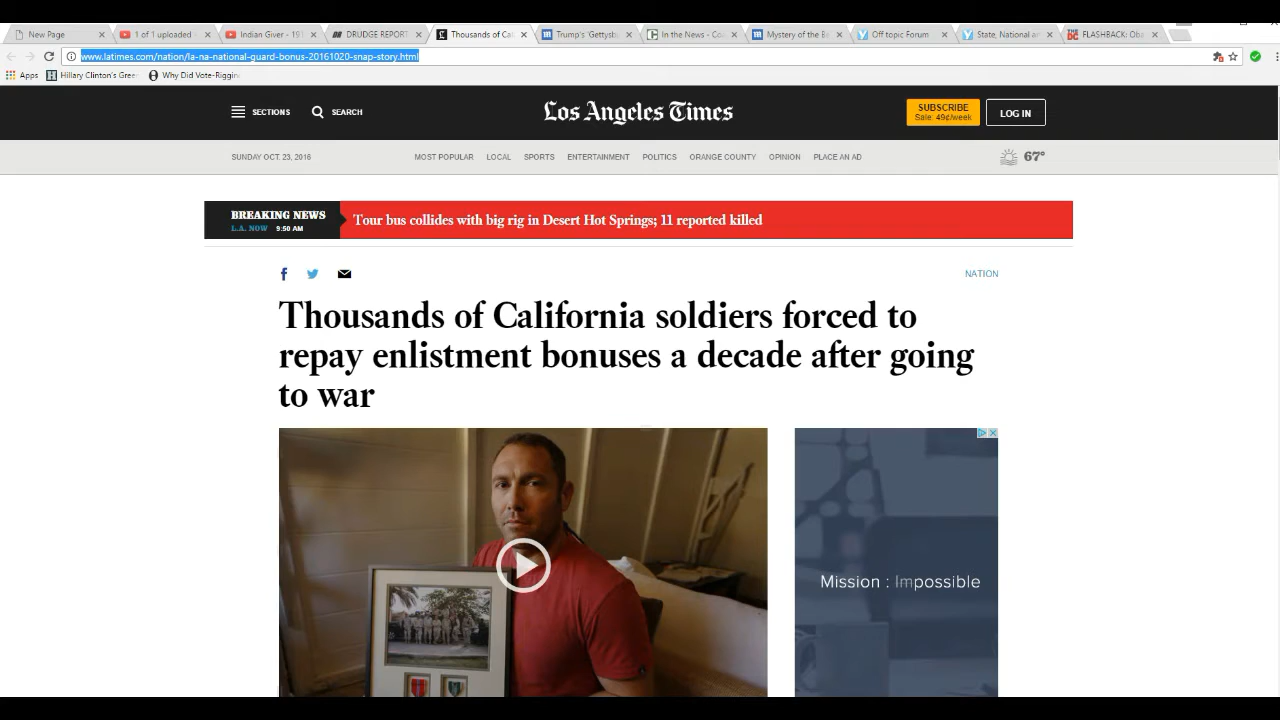 New Page
1 of 1 uploaded
Indian Giver - 19
DRUDGE REPORT
Thousands of Cal
Trump's 'Gettysb
In the News - Co
Mystery of the Be
Off topic Forum
State, National an
FLASHBACK: Oba
www.latimes.com/nation/la-na-national-guard-bonus-20161020-snap-story.html
Apps
Hillary Clinton's Gree
Why Did Vote-Riggin
SECTIONS
SEARCH
Los Angeles Times
SUBSCRIBE
Sale: 49¢/week
LOG IN
SUNDAY OCT. 23, 2016
MOST POPULAR LOCAL SPORTS ENTERTAINMENT POLITICS ORANGE COUNTY OPINION PLACE AN AD
67°
BREAKING NEWS
L.A. NOW 9:50 AM
Tour bus collides with big rig in Desert Hot Springs; 11 reported killed
NATION
Thousands of California soldiers forced to
repay enlistment bonuses a decade after going
to war
Mission : Impossible